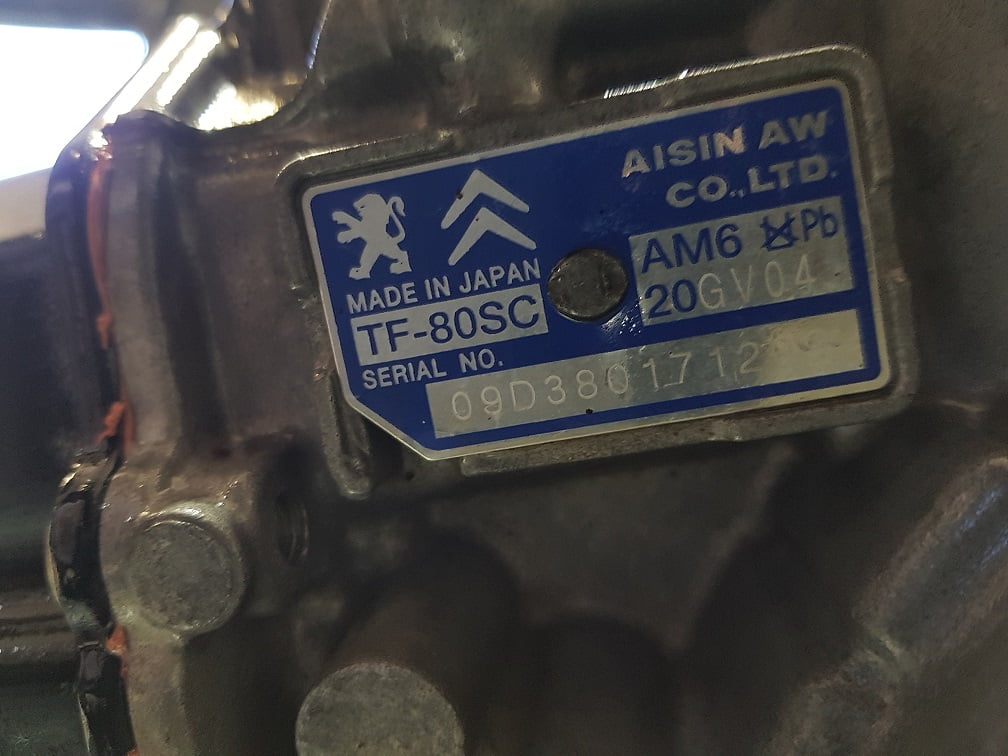 AISIN AW
CO.,LTD.
MADE IN JAPAN
AM6 Pb
TF-80SC
20GV04
SERIAL NO.
09D3801712